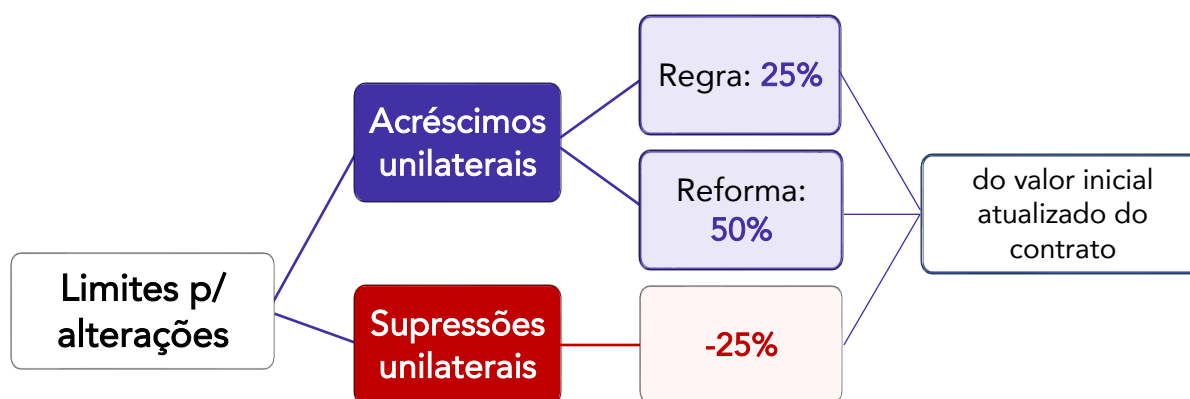 Limites p/
alterações
Acréscimos
unilaterais
Regra: 25%
Reforma:
50%
Supressões
unilaterais
-25%
do valor inicial
atualizado do
contrato